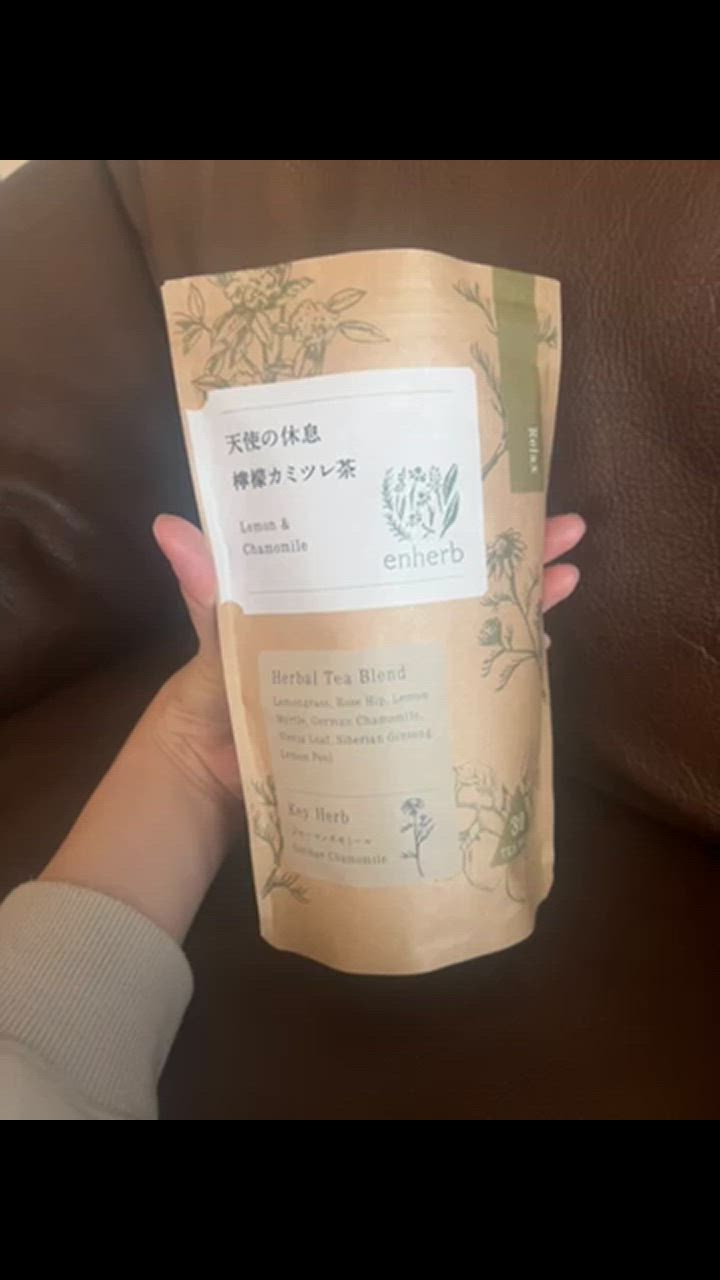 天使の休息
檸檬カミツレ茶
Lemon &
Chamomile
enherb
Relax
Herbal Tea Blend
Lemongrass, Rose Hip, Lemon
Myrtle, German Chamomile,
Leaf, Siberian Ginseng
Lemon Peel
Key Herb
ジャーマンカモミール
German Chamomile
30
TEA